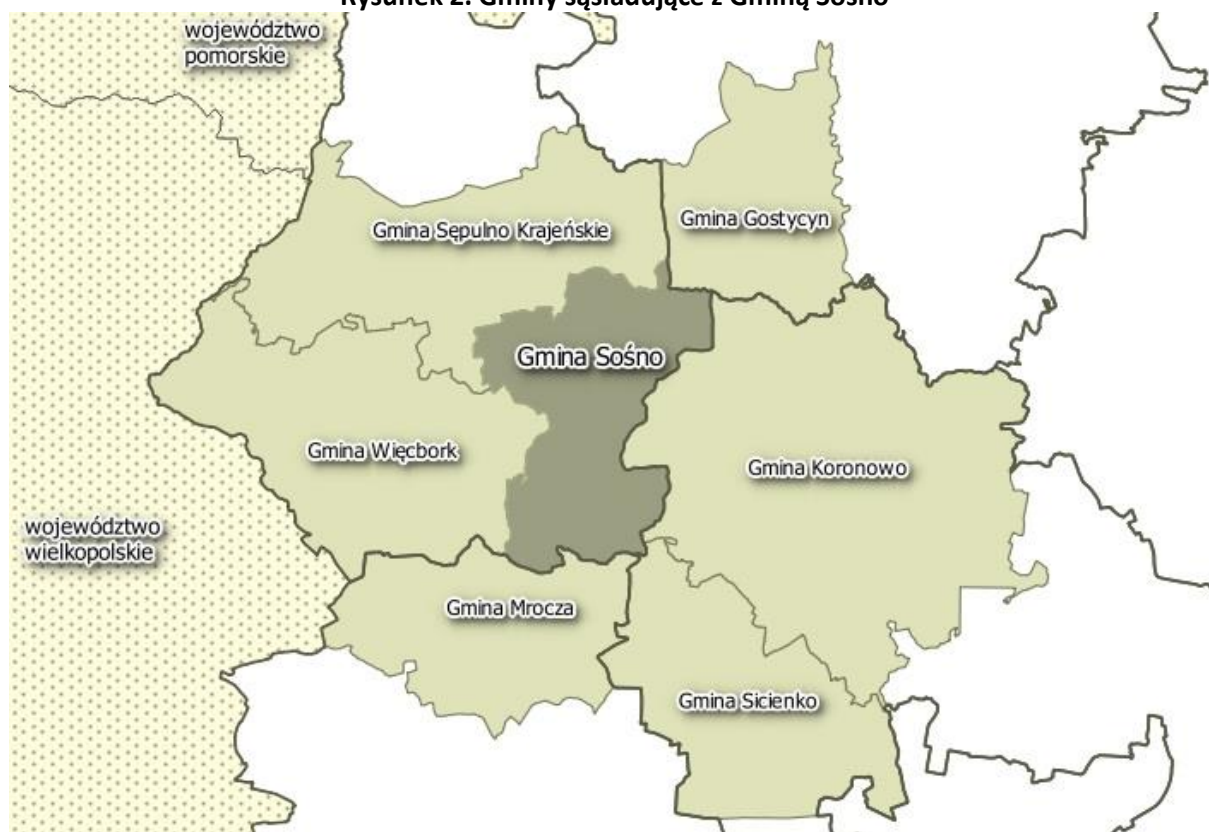 Rysunek 2. Gminy sąsiadujące z Gminą Sośno
województwo
pomorskie
Gmina Gostycyn
Gmina Sępulno Krajeńskie
Gmina Sośno
Gmina Więcbork
Gmina Koronowo
województwo
wielkopolskie
Gmina Mrocza
Gmina Sicienko